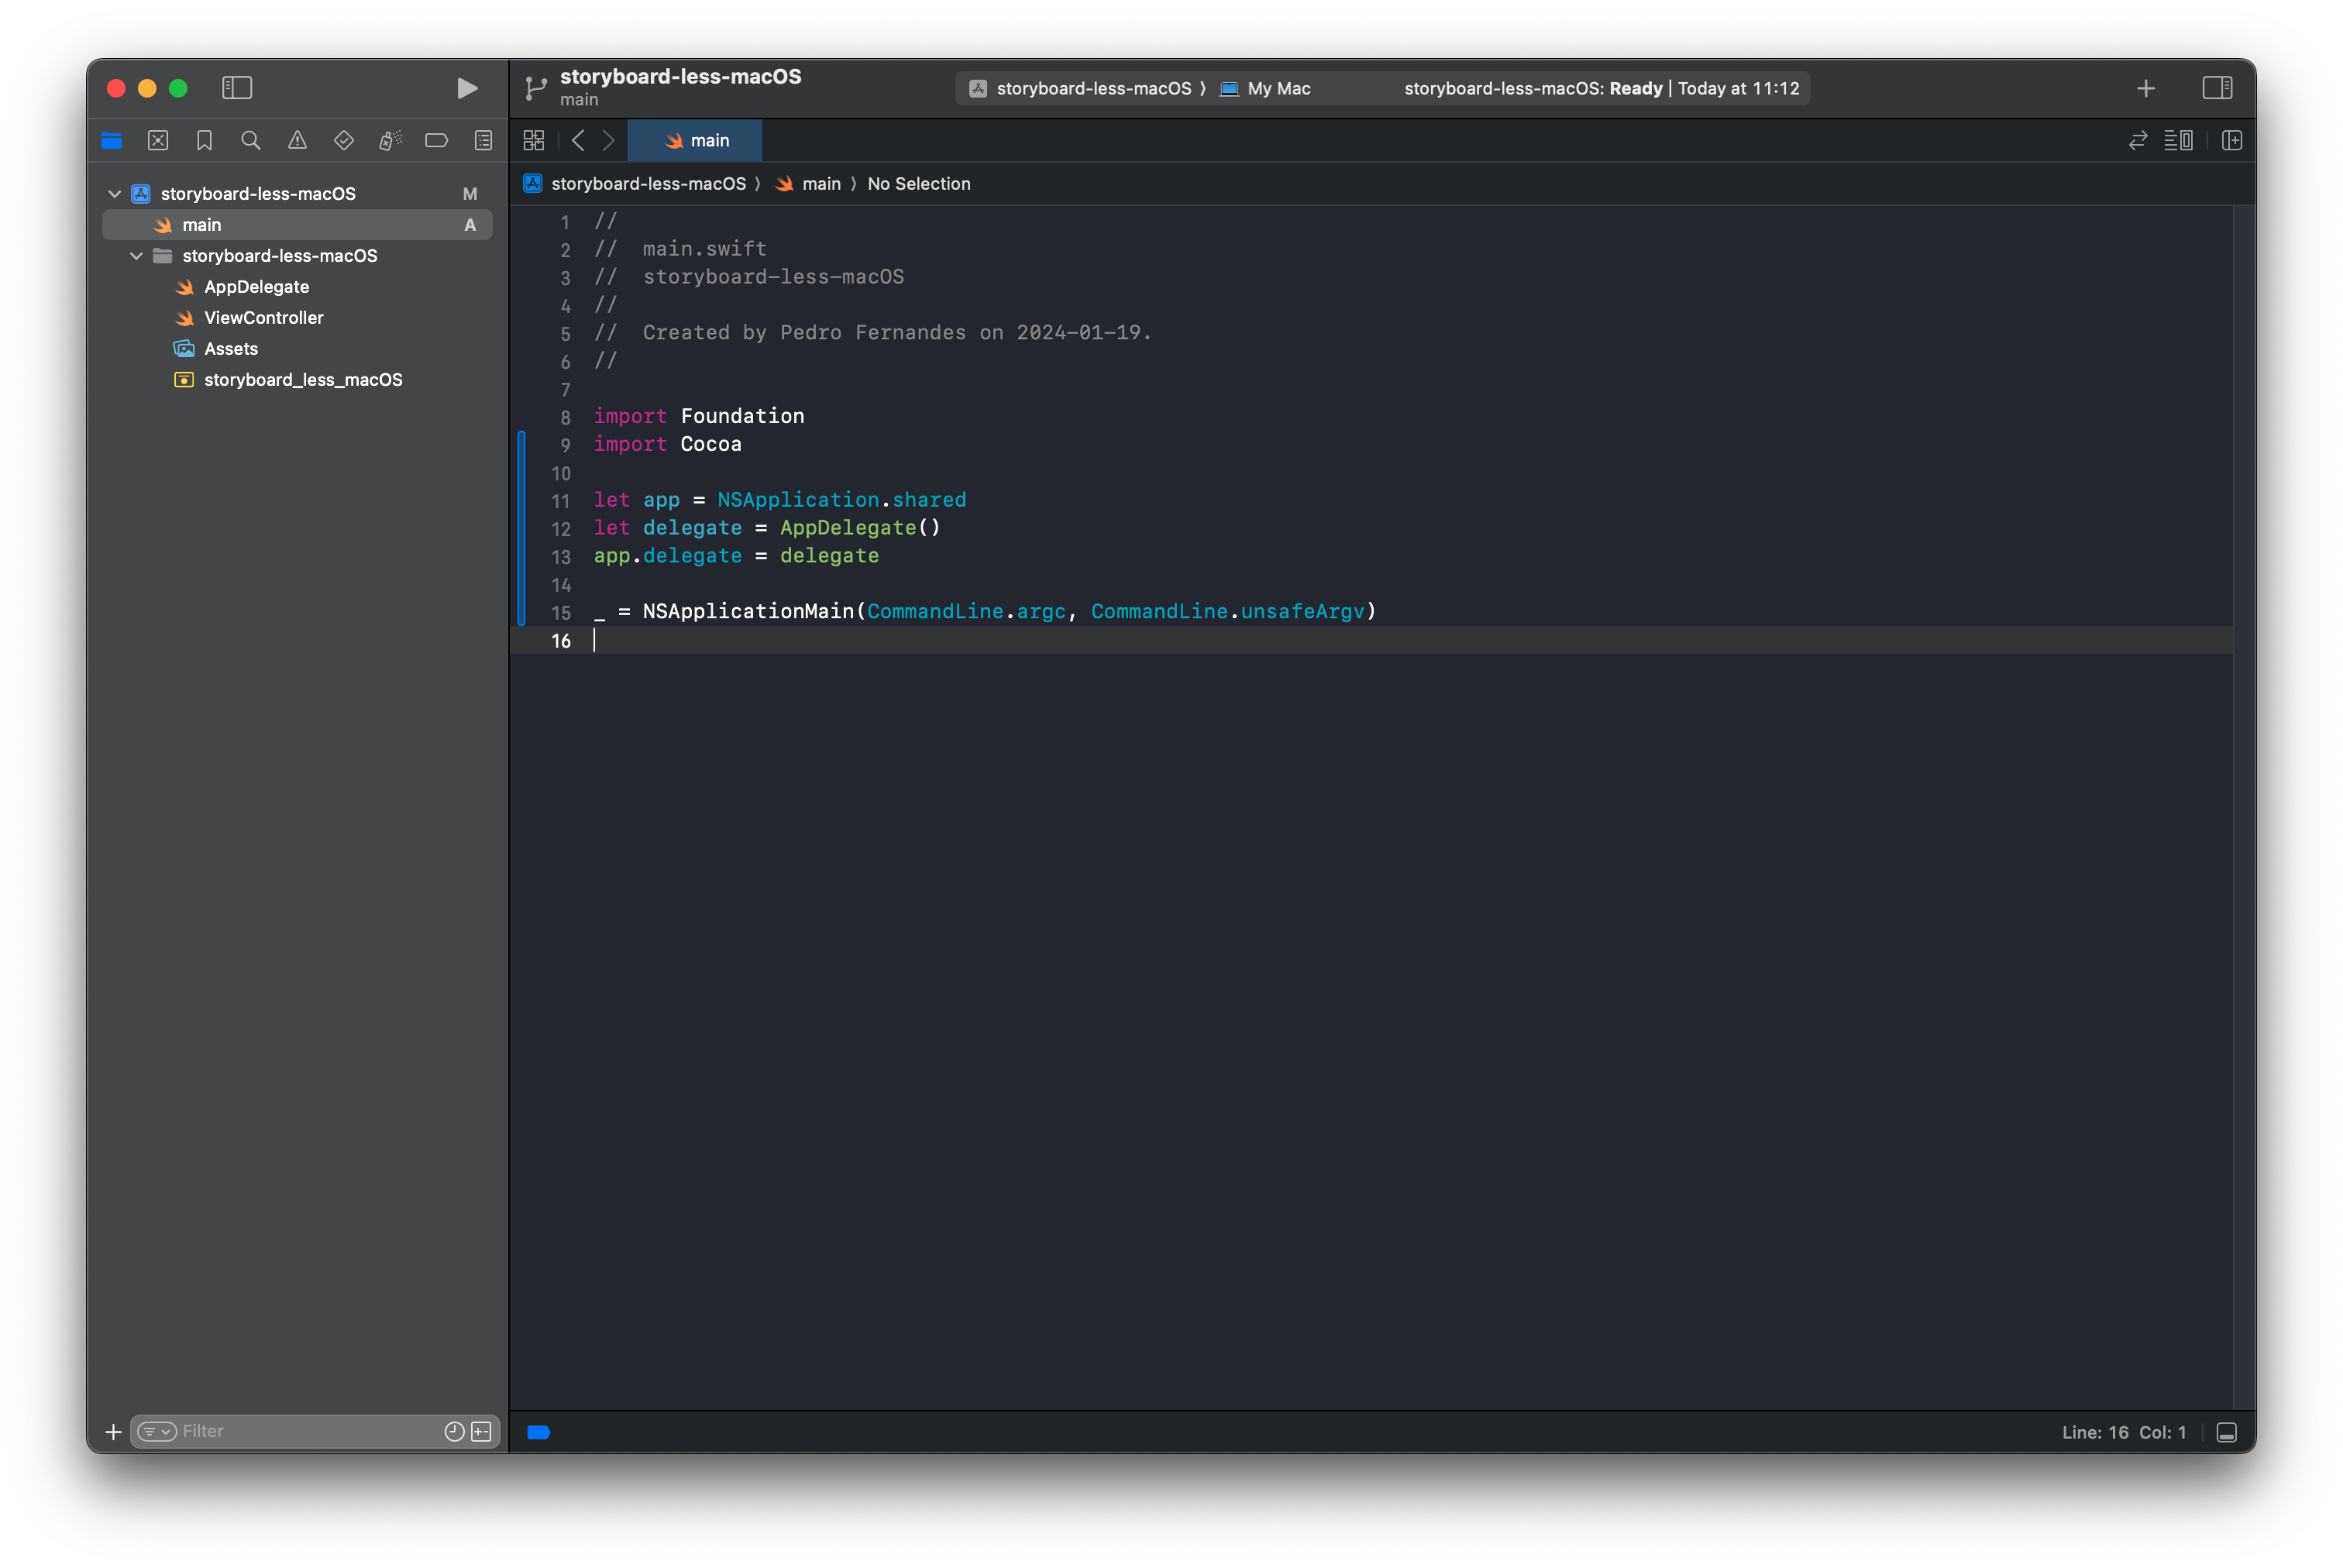 storyboard-less-macOS
main
storyboard-less-macOS ⟩ My Mac
storyboard-less-macOS: Ready | Today at 11:12
main
storyboard-less-macOS M
main A
storyboard-less-macOS
AppDelegate
ViewController
Assets
storyboard_less_macOS
Filter
storyboard-less-macOS ⟩ main ⟩ No Selection
1 //
2 //  main.swift
3 //  storyboard-less-macOS
4 //
5 //  Created by Pedro Fernandes on 2024-01-19.
6 //
7
8 import Foundation
9 import Cocoa
10
11 let app = NSApplication.shared
12 let delegate = AppDelegate()
13 app.delegate = delegate
14
15 _ = NSApplicationMain(CommandLine.argc, CommandLine.unsafeArgv)
16
Line: 16 Col: 1